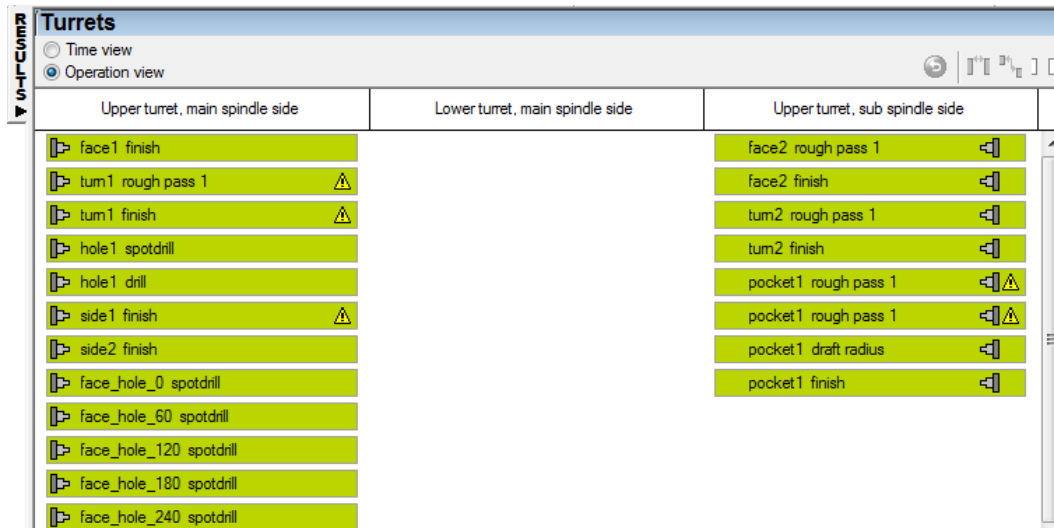 RESULTS
Turrets
Time view
Operation view
Upper turret, main spindle side
Lower turret, main spindle side
Upper turret, sub spindle side
face1 finish
turn1 rough pass 1
turn1 finish
hole1 spotdrill
hole1 drill
side1 finish
side2 finish
face_hole_0 spotdrill
face_hole_60 spotdrill
face_hole_120 spotdrill
face_hole_180 spotdrill
face_hole_240 spotdrill
face2 rough pass 1
face2 finish
turn2 rough pass 1
turn2 finish
pocket1 rough pass 1
pocket1 rough pass 1
pocket1 draft radius
pocket1 finish